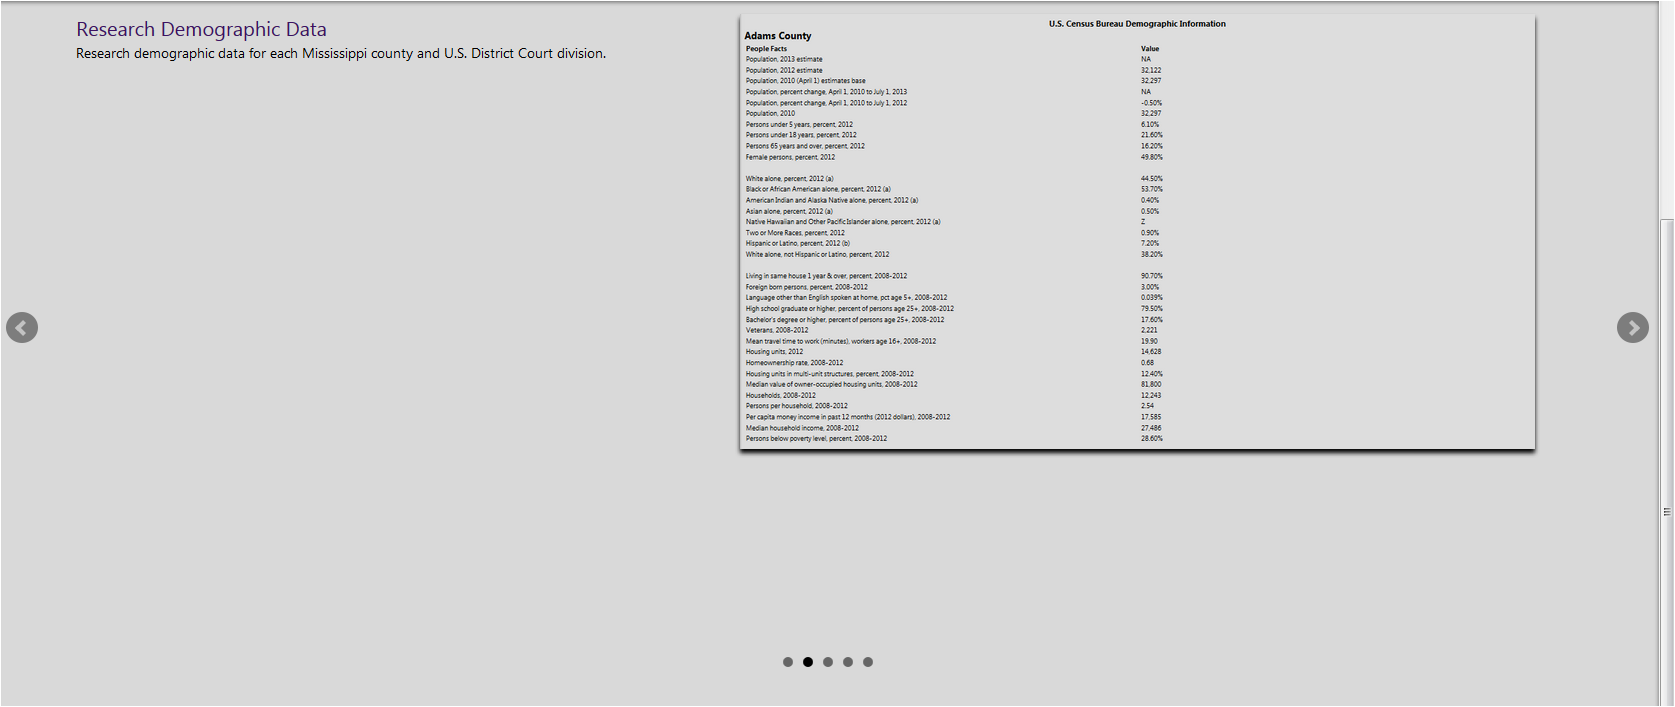 Research Demographic Data
Research demographic data for each Mississippi county and U.S. District Court division.
U.S. Census Bureau Demographic Information
Adams County
People Facts Value
Population, 2013 estimate NA
Population, 2012 estimate 32,122
Population, 2010 (April 1) estimates base 32,297
Population, percent change, April 1, 2010 to July 1, 2013 NA
Population, percent change, April 1, 2010 to July 1, 2012 -0.50%
Population, 2010 32,297
Persons under 5 years, percent, 2012 6.10%
Persons under 18 years, percent, 2012 21.60%
Persons 65 years and over, percent, 2012 16.20%
Female persons, percent, 2012 49.80%
White alone, percent, 2012 (a) 44.50%
Black or African American alone, percent, 2012 (a) 53.70%
American Indian and Alaska Native alone, percent, 2012 (a) 0.40%
Asian alone, percent, 2012 (a) 0.50%
Native Hawaiian and Other Pacific Islander alone, percent, 2012 (a) Z
Two or More Races, percent, 2012 0.90%
Hispanic or Latino, percent, 2012 (b) 7.20%
White alone, not Hispanic or Latino, percent, 2012 38.20%
Living in same house 1 year & over, percent, 2008-2012 90.70%
Foreign born persons, percent, 2008-2012 3.00%
Language other than English spoken at home, pct age 5+, 2008-2012 0.039%
High school graduate or higher, percent of persons age 25+, 2008-2012 79.50%
Bachelor's degree or higher, percent of persons age 25+, 2008-2012 17.60%
Veterans, 2008-2012 2,221
Mean travel time to work (minutes), workers age 16+, 2008-2012 19.90
Housing units, 2012 14,628
Homeownership rate, 2008-2012 0.68
Housing units in multi-unit structures, percent, 2008-2012 12.40%
Median value of owner-occupied housing units, 2008-2012 81,800
Households, 2008-2012 12,243
Persons per household, 2008-2012 2.54
Per capita money income in past 12 months (2012 dollars), 2008-2012 17,585
Median household income, 2008-2012 27,486
Persons below poverty level, percent, 2008-2012 28.60%